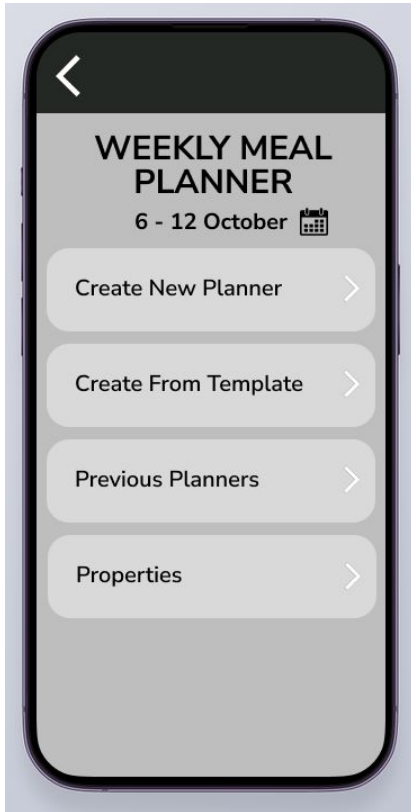 WEEKLY MEAL
PLANNER
6 - 12 October
Create New Planner
Create From Template
Previous Planners
Properties